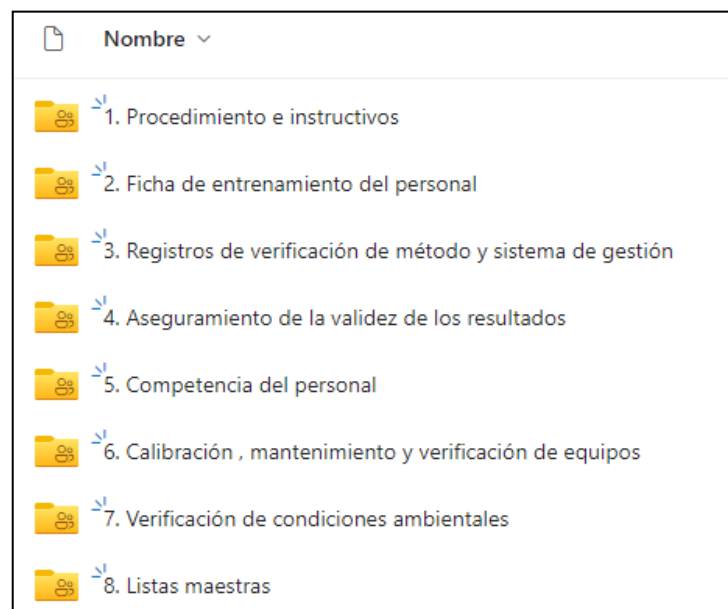 Nombre
1. Procedimiento e instructivos
2. Ficha de entrenamiento del personal
3. Registros de verificación de método y sistema de gestión
4. Aseguramiento de la validez de los resultados
5. Competencia del personal
6. Calibración , mantenimiento y verificación de equipos
7. Verificación de condiciones ambientales
8. Listas maestras